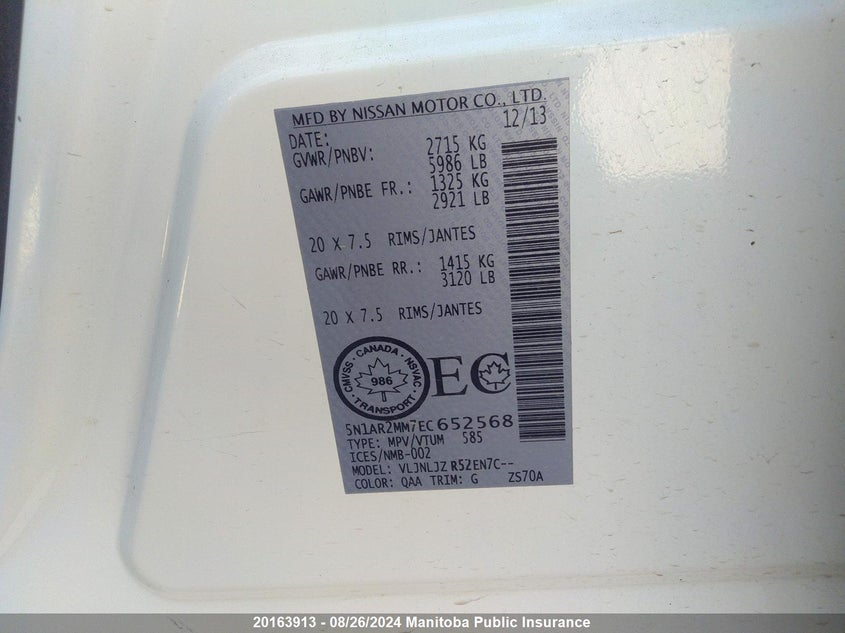 MFD BY NISSAN MOTOR CO., LTD.
DATE: 12/13
GVWR/PNBV: 2715 KG
5986 LB
GAWR/PNBE FR.: 1325 KG
2921 LB
20 X 7.5 RIMS/JANTES
GAWR/PNBE RR.: 1415 KG
3120 LB
20 X 7.5 RIMS/JANTES
CMVSS · CANADA · NSVAC · TRANSPORT ·
986
EC
5N1AR2MM7EC652568
TYPE: MPV/VTUM 585
ICES/NMB-002
MODEL: VLJNLJZ R52EN7C--
COLOR: QAA TRIM: G ZS70A
20163913 - 08/26/2024 Manitoba Public Insurance